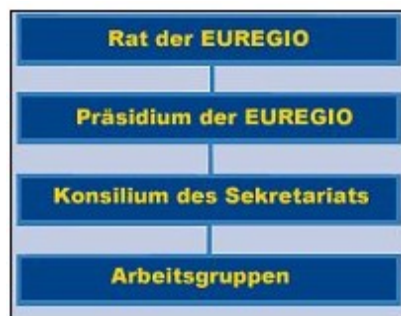 Rat der EUREGIO
Präsidium der EUREGIO
Konsilium des Sekretariats
Arbeitsgruppen